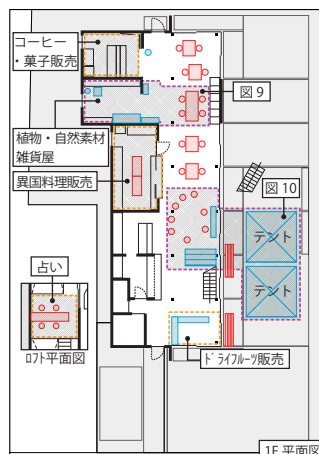 コーヒー
・菓子販売
図9
植物・自然素材
雑貨屋
異国料理販売
図10
テント
テント
占い
ロフト平面図
ドライフルーツ販売
1F 平面図